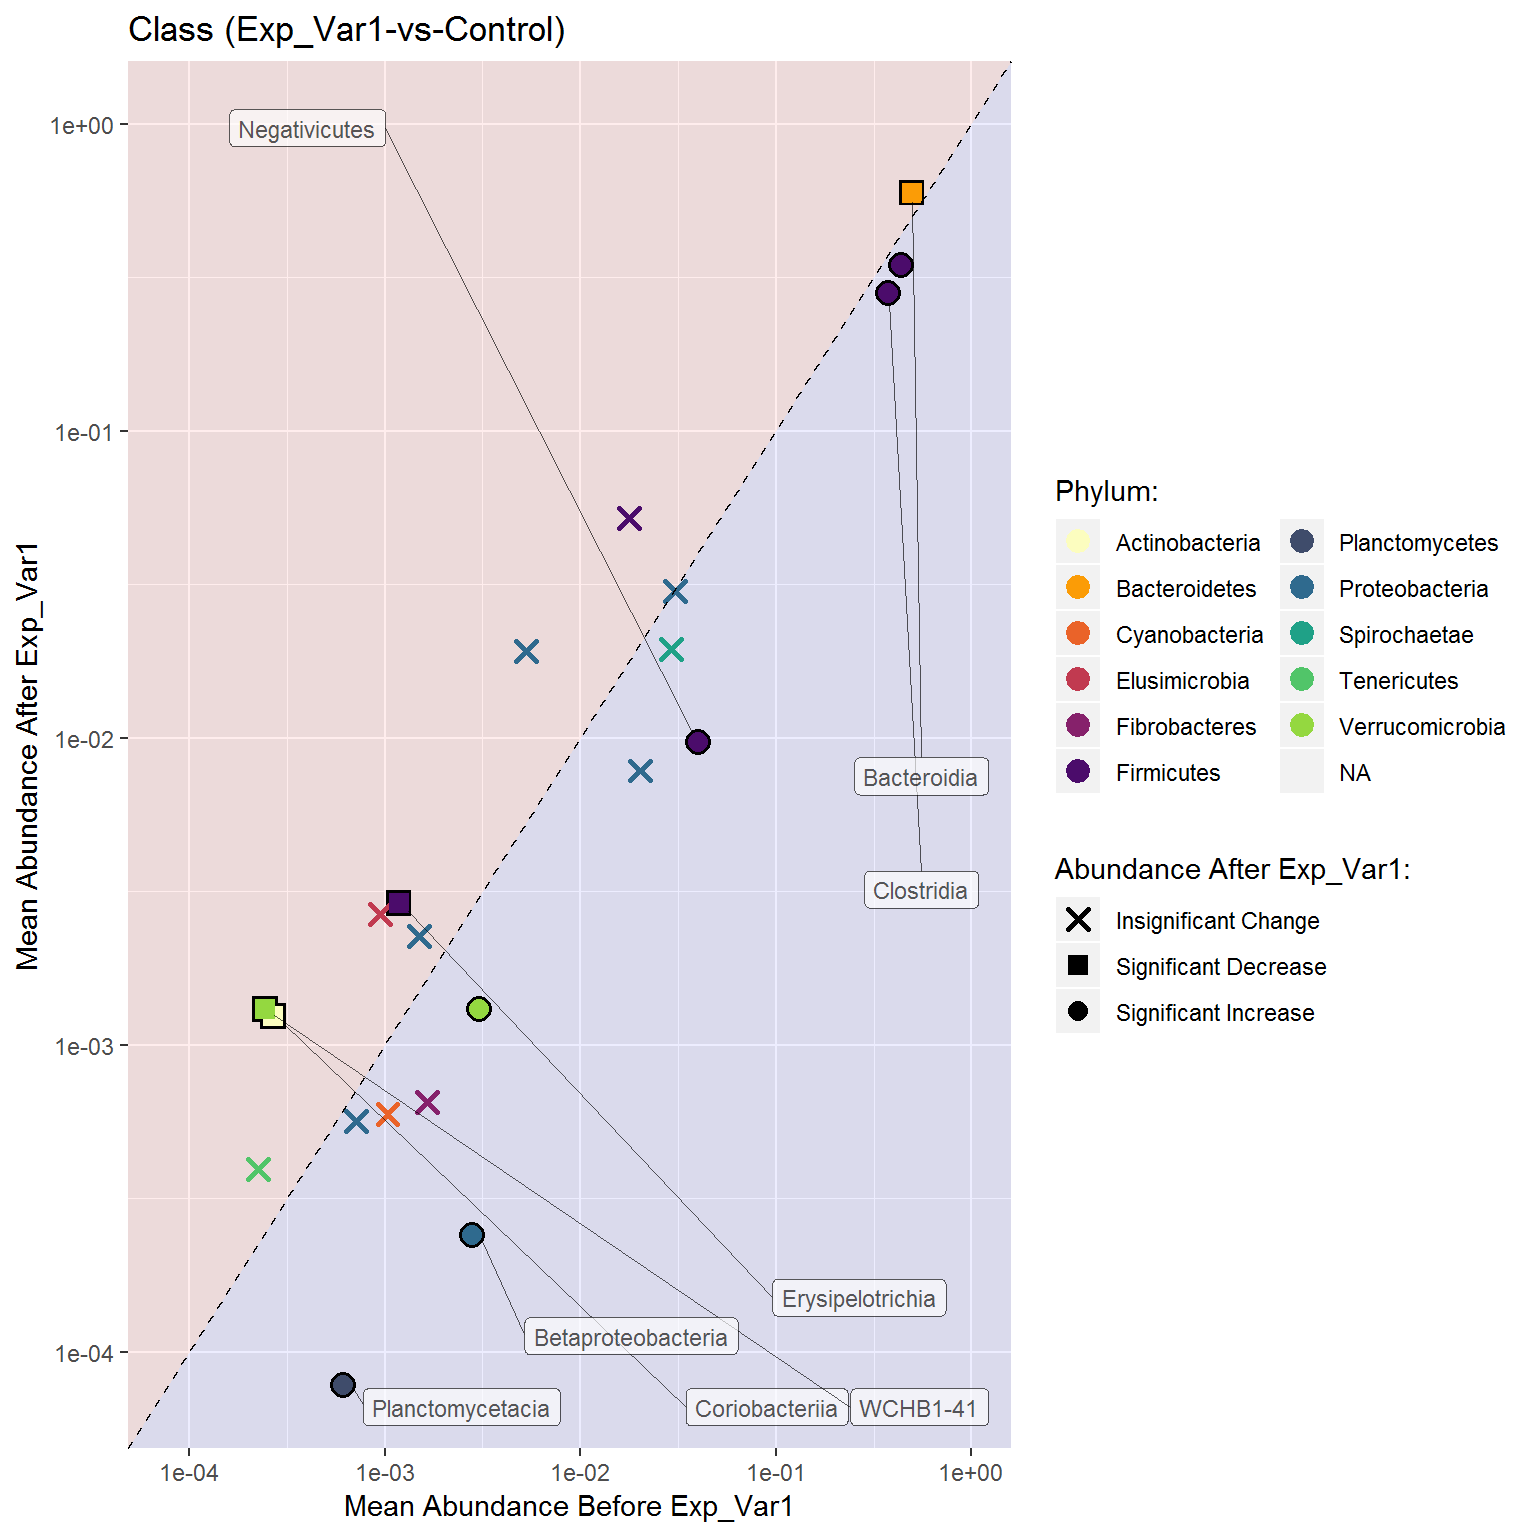 Class (Exp_Var1-vs-Control)
Mean Abundance After Exp_Var1
1e+00
1e-01
1e-02
1e-03
1e-04
Negativicutes
Bacteroidia
Clostridia
Erysipelotrichia
Betaproteobacteria
Planctomycetacia
Coriobacteriia
WCHB1-41
1e-04
1e-03
1e-02
1e-01
1e+00
Mean Abundance Before Exp_Var1
Phylum:
Actinobacteria
Bacteroidetes
Cyanobacteria
Elusimicrobia
Fibrobacteres
Firmicutes
Planctomycetes
Proteobacteria
Spirochaetae
Tenericutes
Verrucomicrobia
NA
Abundance After Exp_Var1:
Insignificant Change
Significant Decrease
Significant Increase